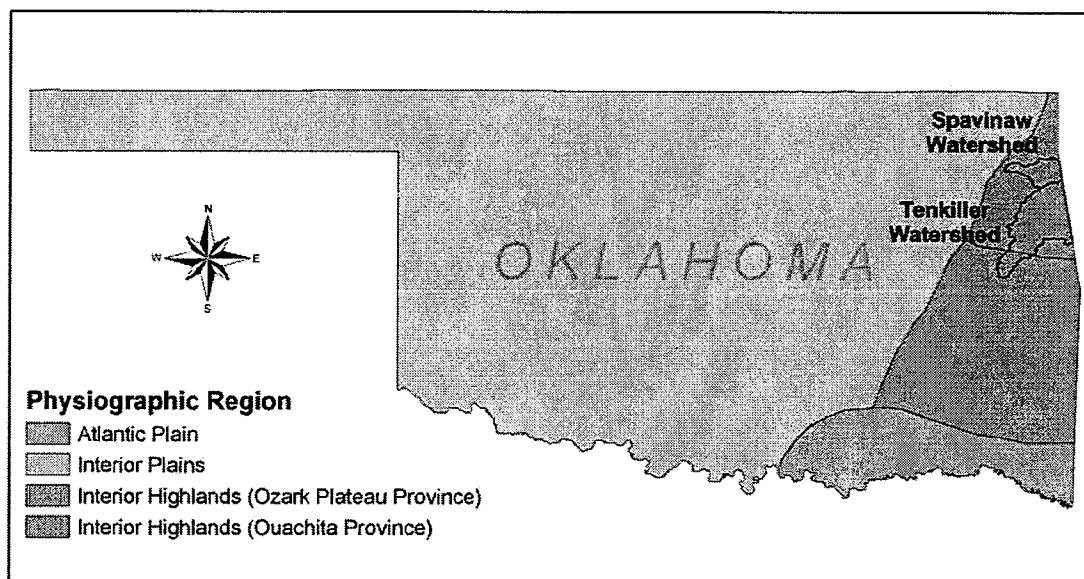 Spavinaw
Watershed
Tenkiller
Watershed
OKLAHOMA
N
W E
S
Physiographic Region
Atlantic Plain
Interior Plains
Interior Highlands (Ozark Plateau Province)
Interior Highlands (Ouachita Province)